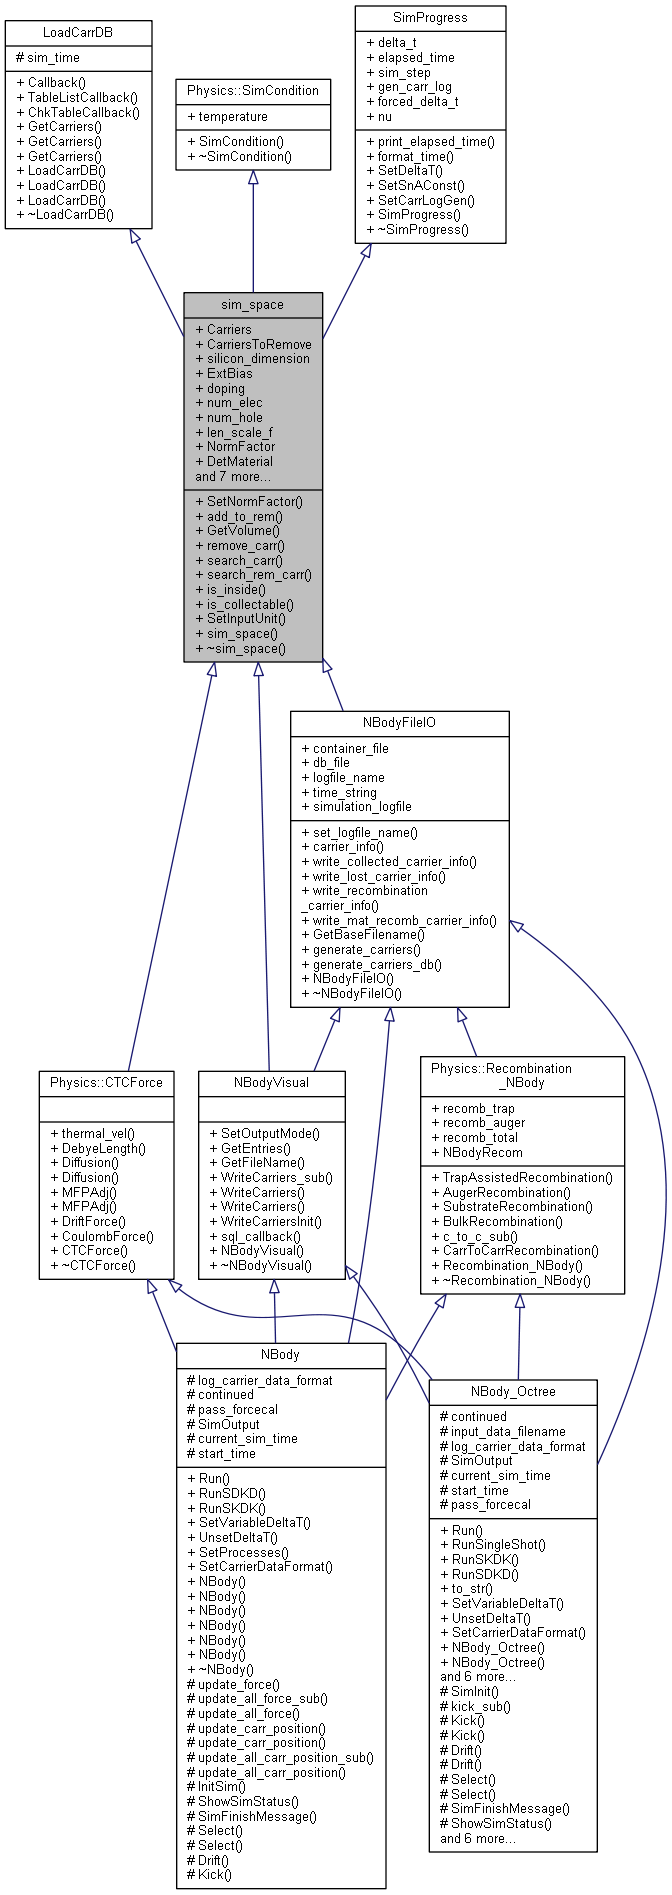 LoadCarrDB
# sim_time
+ Callback()
+ TableListCallback()
+ ChkTableCallback()
+ GetCarriers()
+ GetCarriers()
+ GetCarriers()
+ LoadCarrDB()
+ LoadCarrDB()
+ LoadCarrDB()
+ ~LoadCarrDB()
Physics::SimCondition
+ temperature
+ SimCondition()
+ ~SimCondition()
SimProgress
+ delta_t
+ elapsed_time
+ sim_step
+ gen_carr_log
+ forced_delta_t
+ nu
+ print_elapsed_time()
+ format_time()
+ SetDeltaT()
+ SetSnAConst()
+ SetCarrLogGen()
+ SimProgress()
+ ~SimProgress()
sim_space
+ Carriers
+ CarriersToRemove
+ silicon_dimension
+ ExtBias
+ doping
+ num_elec
+ num_hole
+ len_scale_f
+ NormFactor
+ DetMaterial
and 7 more...
+ SetNormFactor()
+ add_to_rem()
+ GetVolume()
+ remove_carr()
+ search_carr()
+ search_rem_carr()
+ is_inside()
+ is_collectable()
+ SetInputUnit()
+ sim_space()
+ ~sim_space()
NBodyFileIO
+ container_file
+ db_file
+ logfile_name
+ time_string
+ simulation_logfile
+ set_logfile_name()
+ carrier_info()
+ write_collected_carrier_info()
+ write_lost_carrier_info()
+ write_recombination
_carrier_info()
+ write_mat_recomb_carrier_info()
+ GetBaseFilename()
+ generate_carriers()
+ generate_carriers_db()
+ NBodyFileIO()
+ ~NBodyFileIO()
Physics::CTCForce
+ thermal_vel()
+ DebyeLength()
+ Diffusion()
+ Diffusion()
+ MFPAdj()
+ MFPAdj()
+ DriftForce()
+ CoulombForce()
+ CTCForce()
+ ~CTCForce()
NBodyVisual
+ SetOutputMode()
+ GetEntries()
+ GetFileName()
+ WriteCarriers_sub()
+ WriteCarriers()
+ WriteCarriers()
+ WriteCarriersInit()
+ sql_callback()
+ NBodyVisual()
+ ~NBodyVisual()
Physics::Recombination
_NBody
+ recomb_trap
+ recomb_auger
+ recomb_total
+ NBodyRecom
+ TrapAssistedRecombination()
+ AugerRecombination()
+ SubstrateRecombination()
+ BulkRecombination()
+ c_to_c_sub()
+ CarrToCarrRecombination()
+ Recombination_NBody()
+ ~Recombination_NBody()
NBody
# log_carrier_data_format
# continued
# pass_forcecal
# SimOutput
# current_sim_time
# start_time
+ Run()
+ RunSDKD()
+ RunSKDK()
+ SetVariableDeltaT()
+ UnsetDeltaT()
+ SetProcesses()
+ SetCarrierDataFormat()
+ NBody()
+ NBody()
+ NBody()
+ NBody()
+ NBody()
+ NBody()
+ ~NBody()
# update_force()
# update_all_force_sub()
# update_all_force()
# update_carr_position()
# update_carr_position()
# update_all_carr_position_sub()
# update_all_carr_position()
# InitSim()
# ShowSimStatus()
# SimFinishMessage()
# Select()
# Select()
# Drift()
# Kick()
NBody_Octree
# continued
# input_data_filename
# log_carrier_data_format
# SimOutput
# current_sim_time
# start_time
# pass_forcecal
+ Run()
+ RunSingleShot()
+ RunSKDK()
+ RunSDKD()
+ to_str()
+ SetVariableDeltaT()
+ UnsetDeltaT()
+ SetCarrierDataFormat()
+ NBody_Octree()
+ NBody_Octree()
and 6 more...
# SimInit()
# kick_sub()
# Kick()
# Kick()
# Drift()
# Drift()
# Select()
# Select()
# SimFinishMessage()
# ShowSimStatus()
and 6 more...